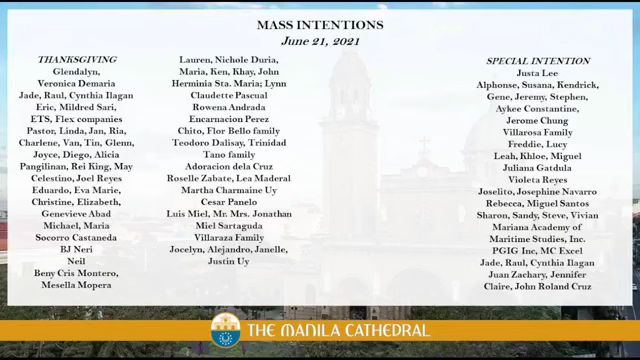 MASS INTENTIONS
June 21, 2021
THANKSGIVING
Glendalyn,
Veronica Demaria
Jade, Raul, Cynthia Ilagan
Eric, Mildred Sari,
ETS, Flex companies
Pastor, Linda, Jan, Ria,
Charlene, Van, Tin, Glenn,
Joyce, Diego, Alicia
Pangilinan, Rei King, May
Celestino, Joel Reyes
Eduardo, Eva Marie,
Christine, Elizabeth,
Genevieve Abad
Michael, Maria
Socorro Castaneda
BJ Neri
Neil
Beny Cris Montero,
Mesella Mopera
Lauren, Nichole Duria,
Maria, Ken, Khay, John
Herminia Sta. Maria; Lynn
Claudette Pascual
Rowena Andrada
Encarnacion Perez
Chito, Flor Bello family
Teodoro Dalisay, Trinidad
Tano family
Adoracion dela Cruz
Roselle Zabate, Lea Maderal
Martha Charmaine Uy
Cesar Panelo
Luis Miel, Mr. Mrs. Jonathan
Miel Sartaguda
Villaraza Family
Jocelyn, Alejandro, Janelle,
Justin Uy
SPECIAL INTENTION
Justa Lee
Alphonse, Susana, Kendrick,
Gene, Jeremy, Stephen,
Aykee Constantine,
Jerome Chung
Villarosa Family
Freddie, Lucy
Leah, Khloe, Miguel
Juliana Gatdula
Violeta Reyes
Joselito, Josephine Navarro
Rebecca, Miguel Santos
Sharon, Sandy, Steve, Vivian
Mariana Academy of
Maritime Studies, Inc.
PGIG Inc, MC Excel
Jade, Raul, Cynthia Ilagan
Juan Zachary, Jennifer
Claire, John Roland Cruz
THE MANILA CATHEDRAL